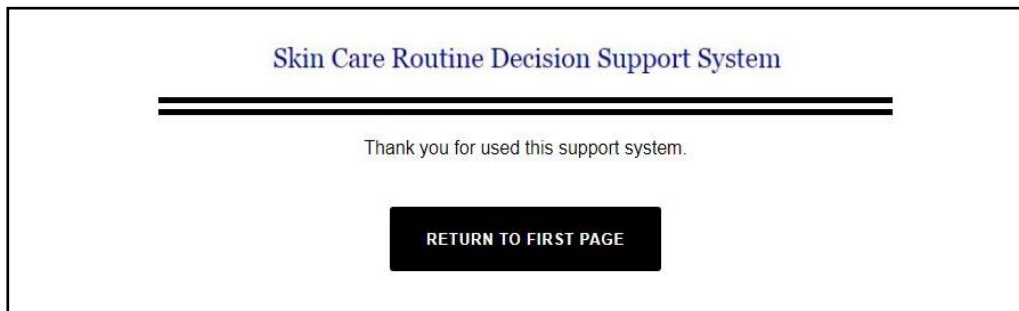 Skin Care Routine Decision Support System
Thank you for used this support system.
RETURN TO FIRST PAGE